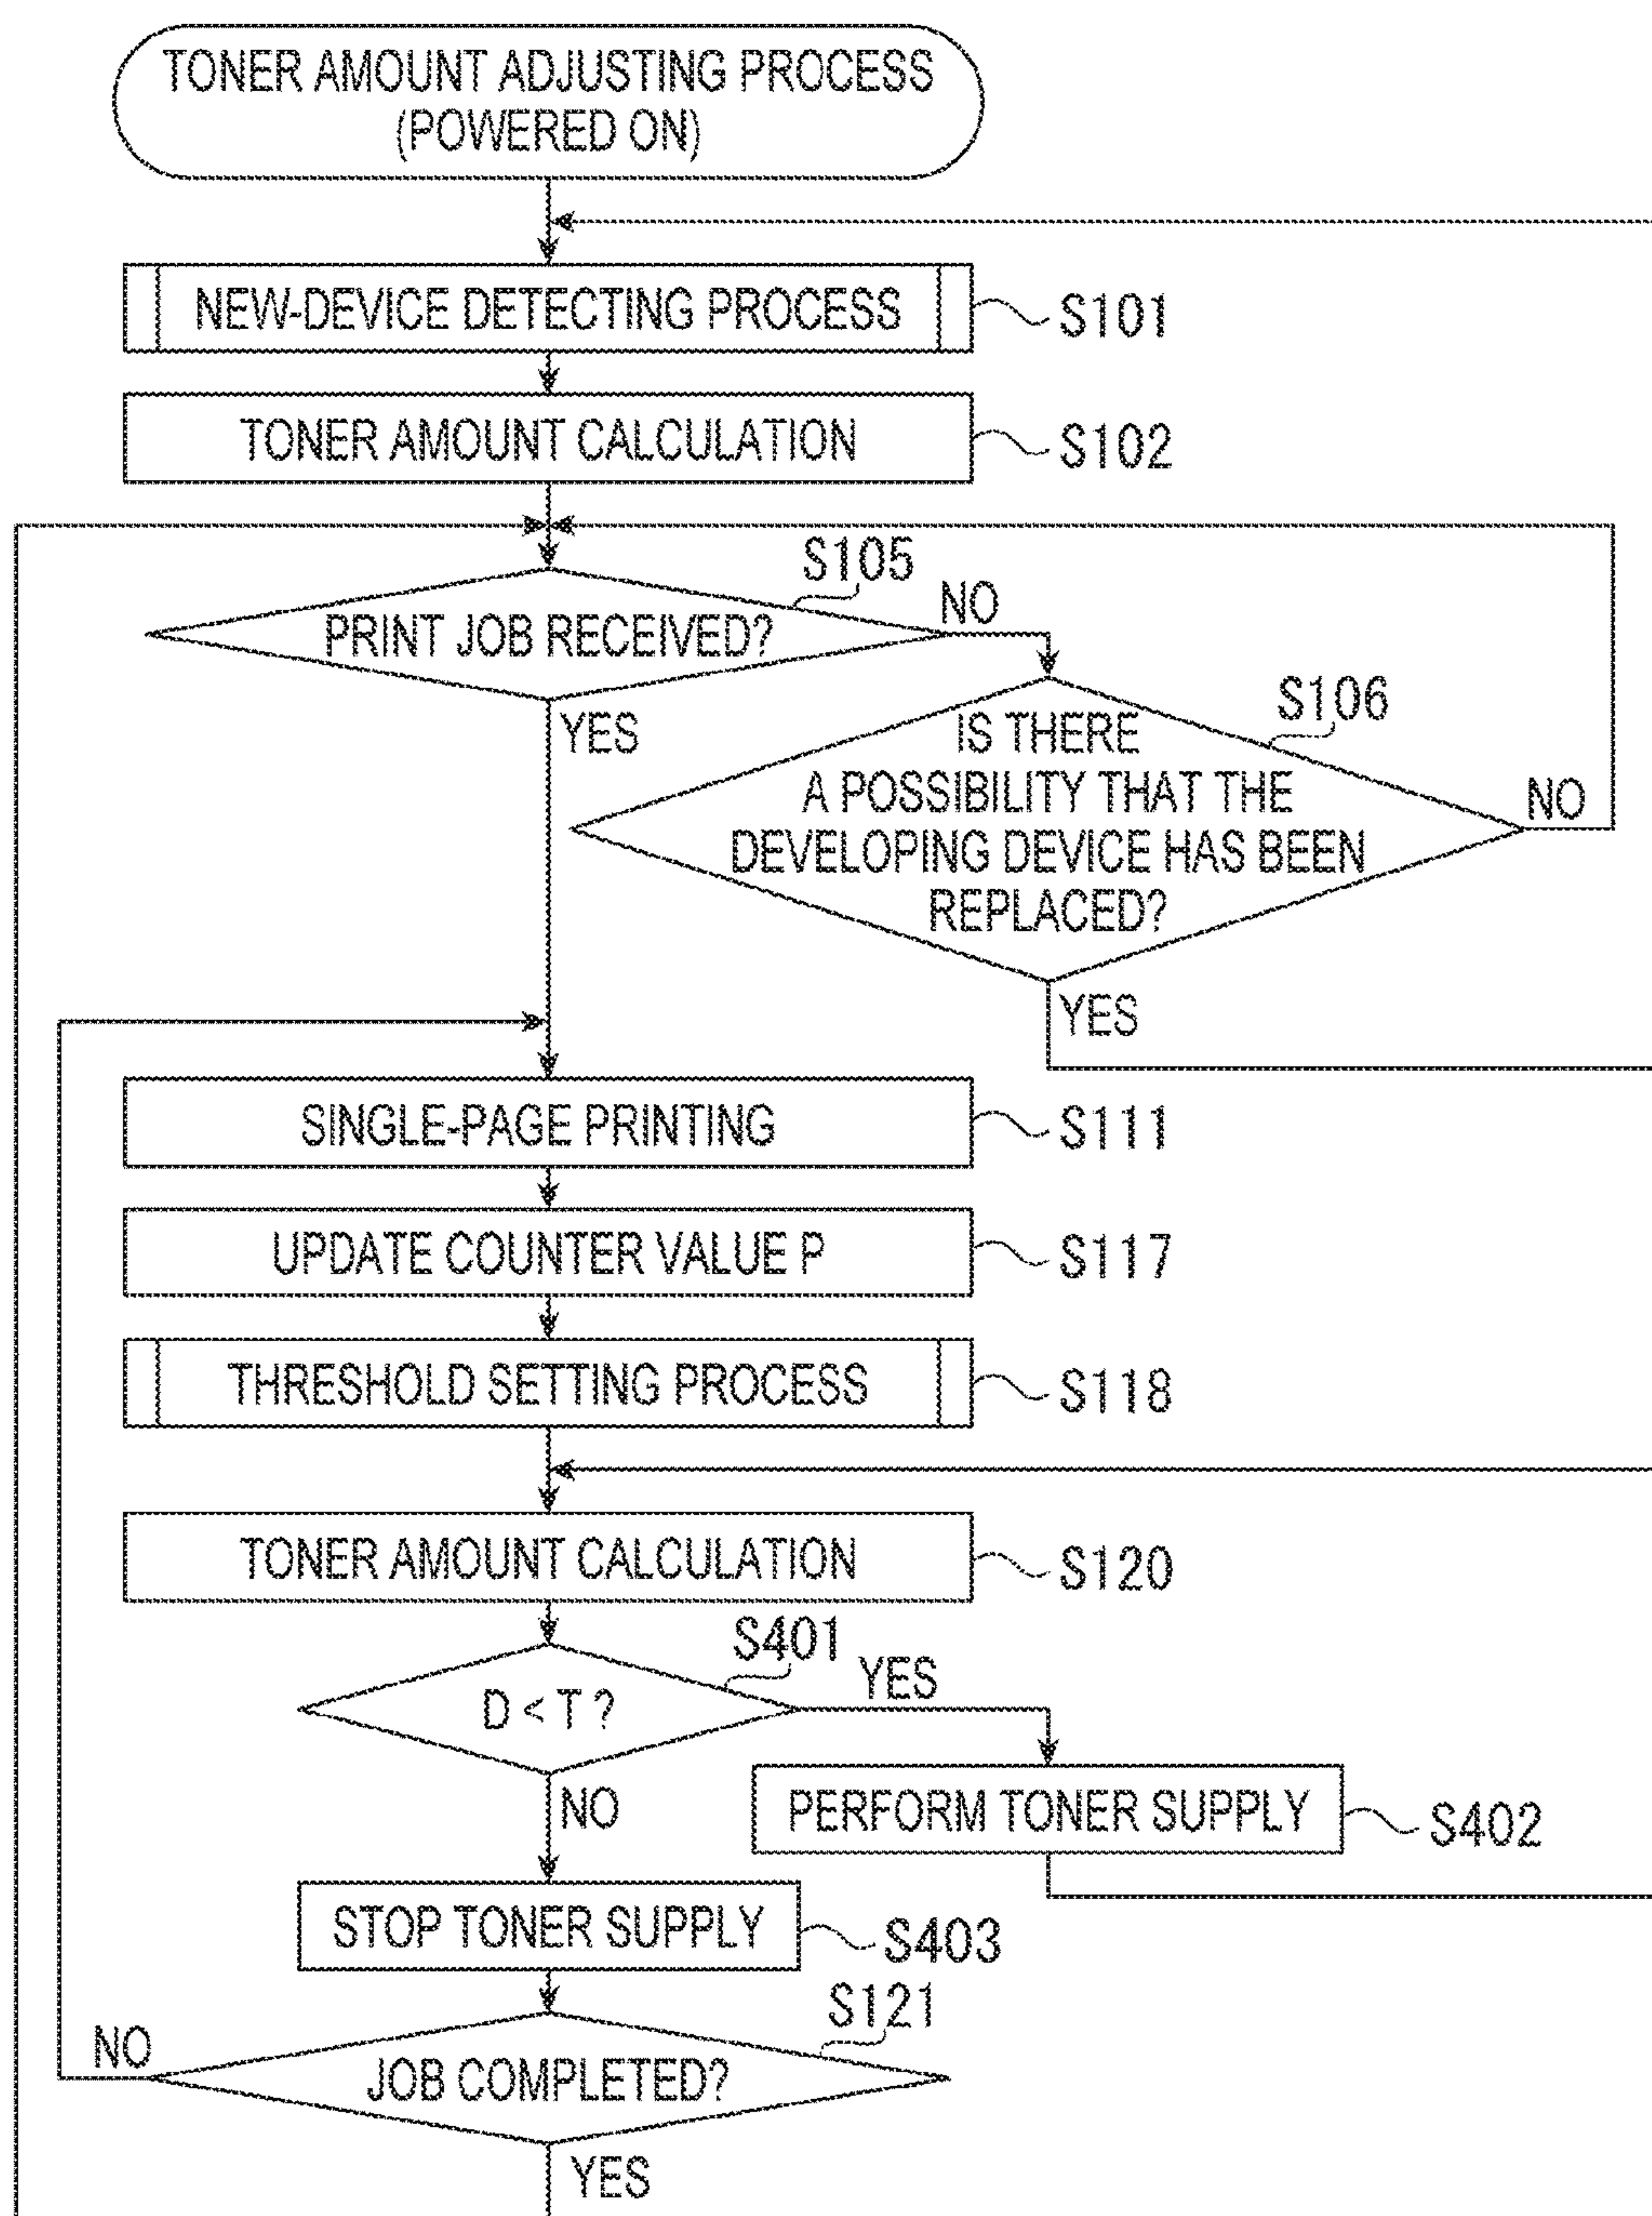 TONER AMOUNT ADJUSTING PROCESS
(POWERED ON)
NEW-DEVICE DETECTING PROCESS
S101
TONER AMOUNT CALCULATION
S102
S105
PRINT JOB RECEIVED?
NO
YES
S106
IS THERE
A POSSIBILITY THAT THE
DEVELOPING DEVICE HAS BEEN
REPLACED?
NO
YES
SINGLE-PAGE PRINTING
S111
UPDATE COUNTER VALUE P
S117
THRESHOLD SETTING PROCESS
S118
TONER AMOUNT CALCULATION
S120
S401
D < T ?
YES
NO
PERFORM TONER SUPPLY
S402
STOP TONER SUPPLY
S403
S121
NO
JOB COMPLETED?
YES